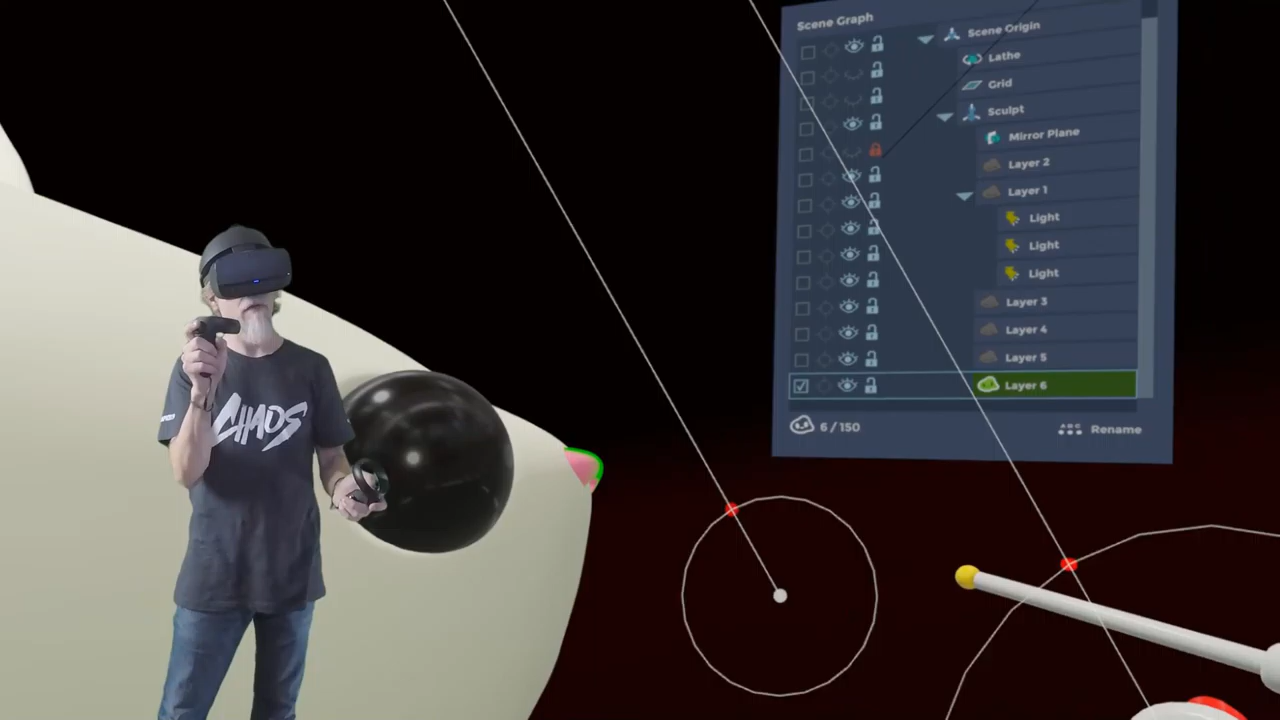 Scene Graph
Scene Origin
Lathe
Grid
Sculpt
Mirror Plane
Layer 2
Layer 1
Light
Light
Light
Layer 3
Layer 4
Layer 5
Layer 6
6 / 150
ABC
Rename
CHAOS